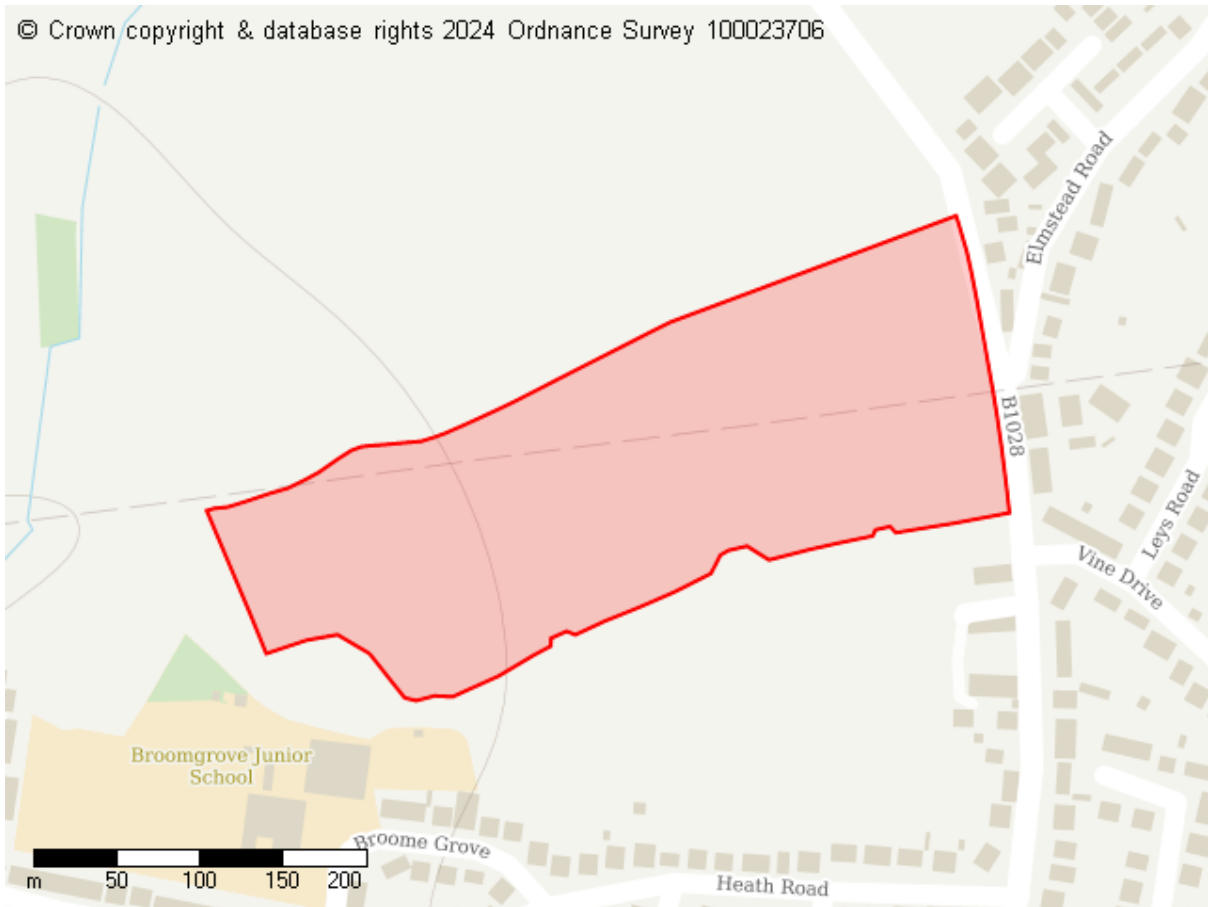 © Crown copyright & database rights 2024 Ordnance Survey 100023706
Elmstead Road
B1028
Leys Road
Vine Drive
Broomgrove Junior
School
Broome Grove
Heath Road
m 50 100 150 200